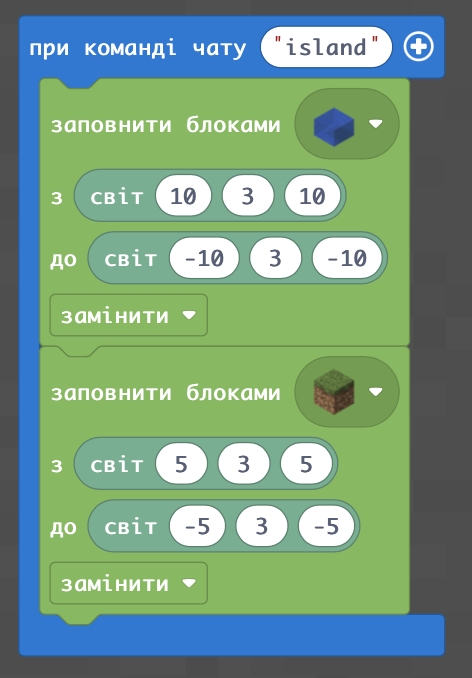 при команді чату "island"
заповнити блоками
з світ 10 3 10
до світ -10 3 -10
замінити
заповнити блоками
з світ 5 3 5
до світ -5 3 -5
замінити